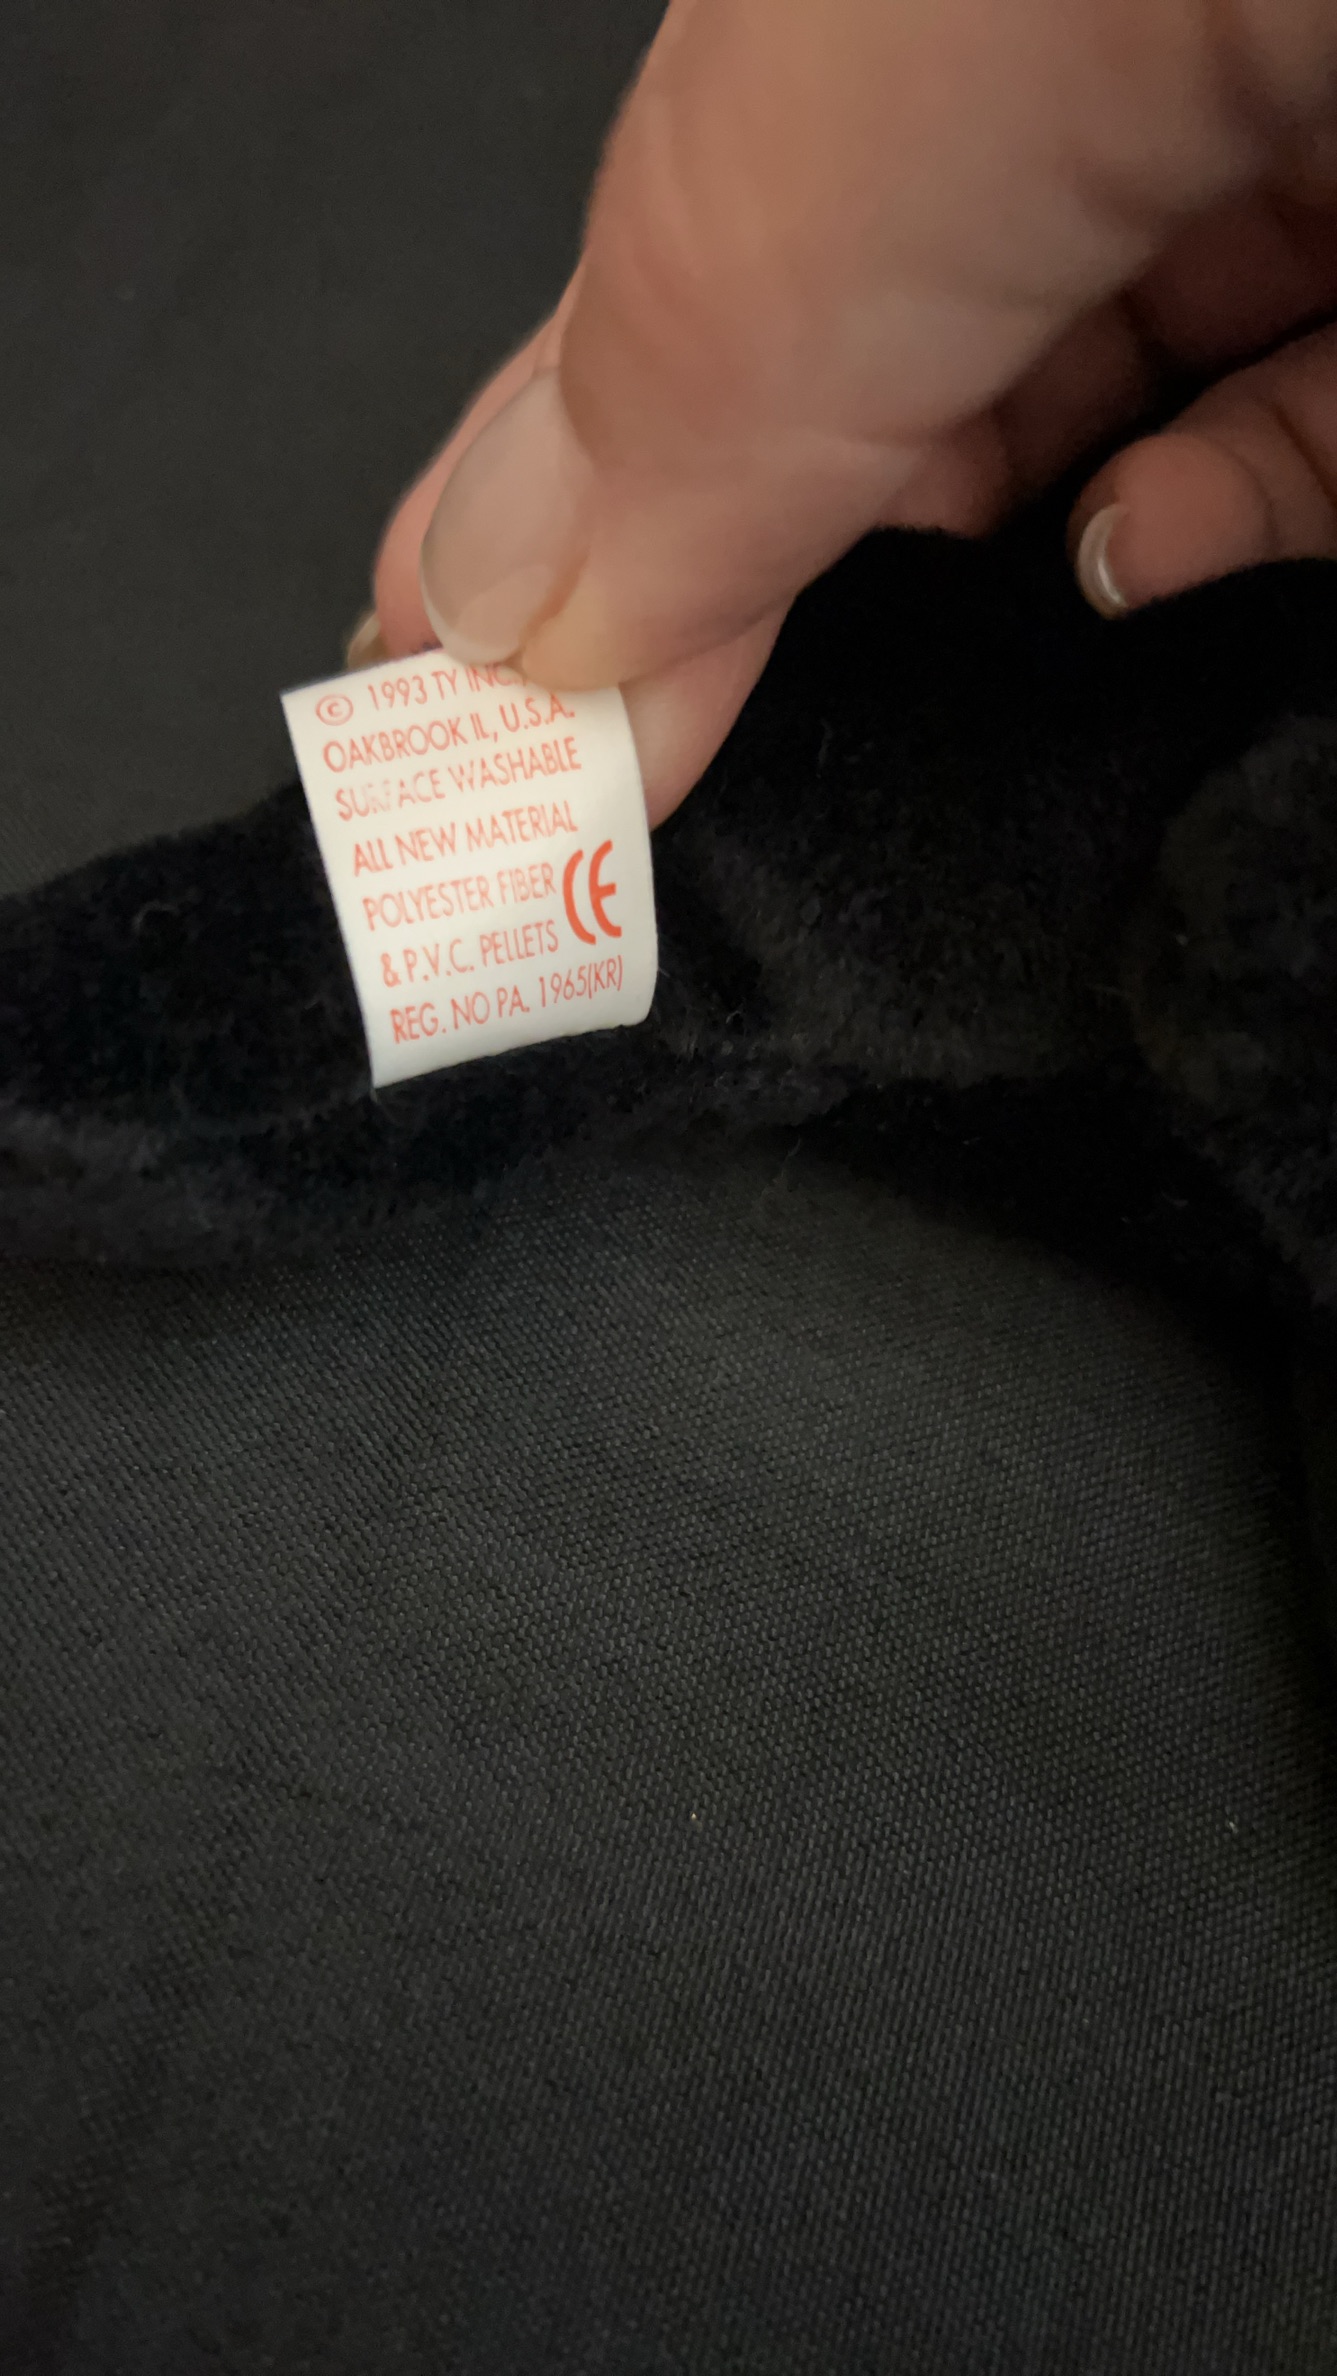 © 1993 TY INC.,
OAKBROOK IL, U.S.A.
SURFACE WASHABLE
ALL NEW MATERIAL
POLYESTER FIBER
& P.V.C. PELLETS CE
REG. NO PA. 1965(KR)